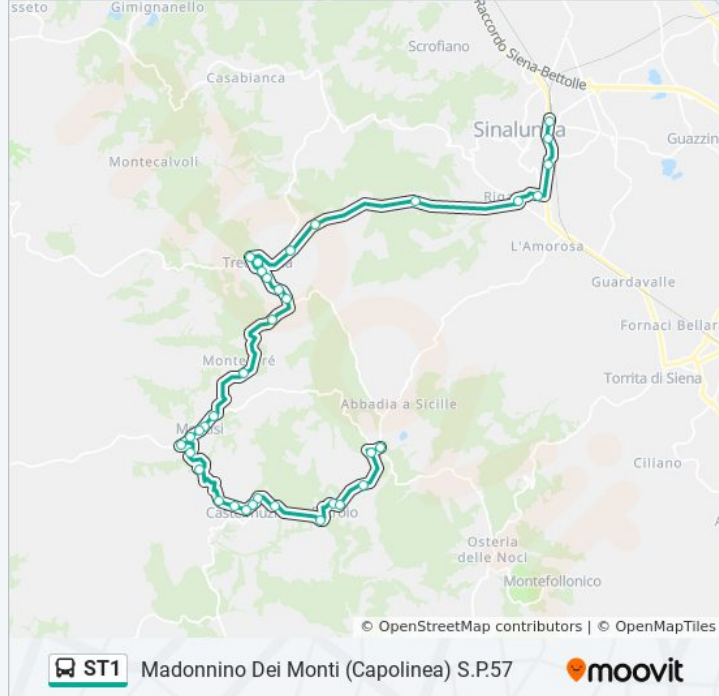 sseto
Gimignanello
Raccordo Siena-Bettolle
Scrofiano
Casabianca
Sinalunga
Guazzin
Montecalvoli
L'Amorosa
Guardavalle
Fornaci Bellar
Torrita di Siena
Abbadia a Sicille
Ciliano
Osteria
delle Noci
Montefollonico
© OpenStreetMap contributors | © OpenMapTiles
ST1 Madonnino Dei Monti (Capolinea) S.P.57
moovit